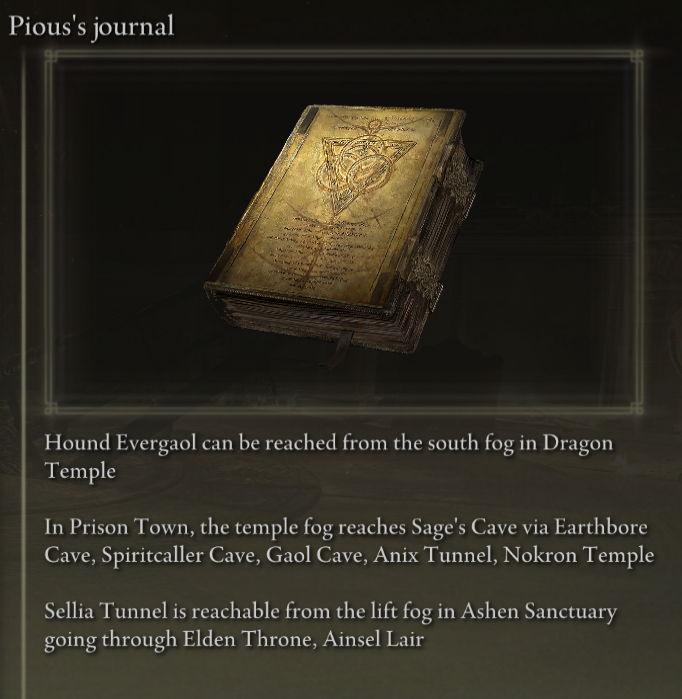 Pious's journal
Hound Evergaol can be reached from the south fog in Dragon
Temple
In Prison Town, the temple fog reaches Sage's Cave via Earthbore
Cave, Spiritcaller Cave, Gaol Cave, Anix Tunnel, Nokron Temple
Sellia Tunnel is reachable from the lift fog in Ashen Sanctuary
going through Elden Throne, Ainsel Lair